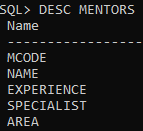 SQL> DESC MENTORS
Name
-----------------
MCODE
NAME
EXPERIENCE
SPECIALIST
AREA